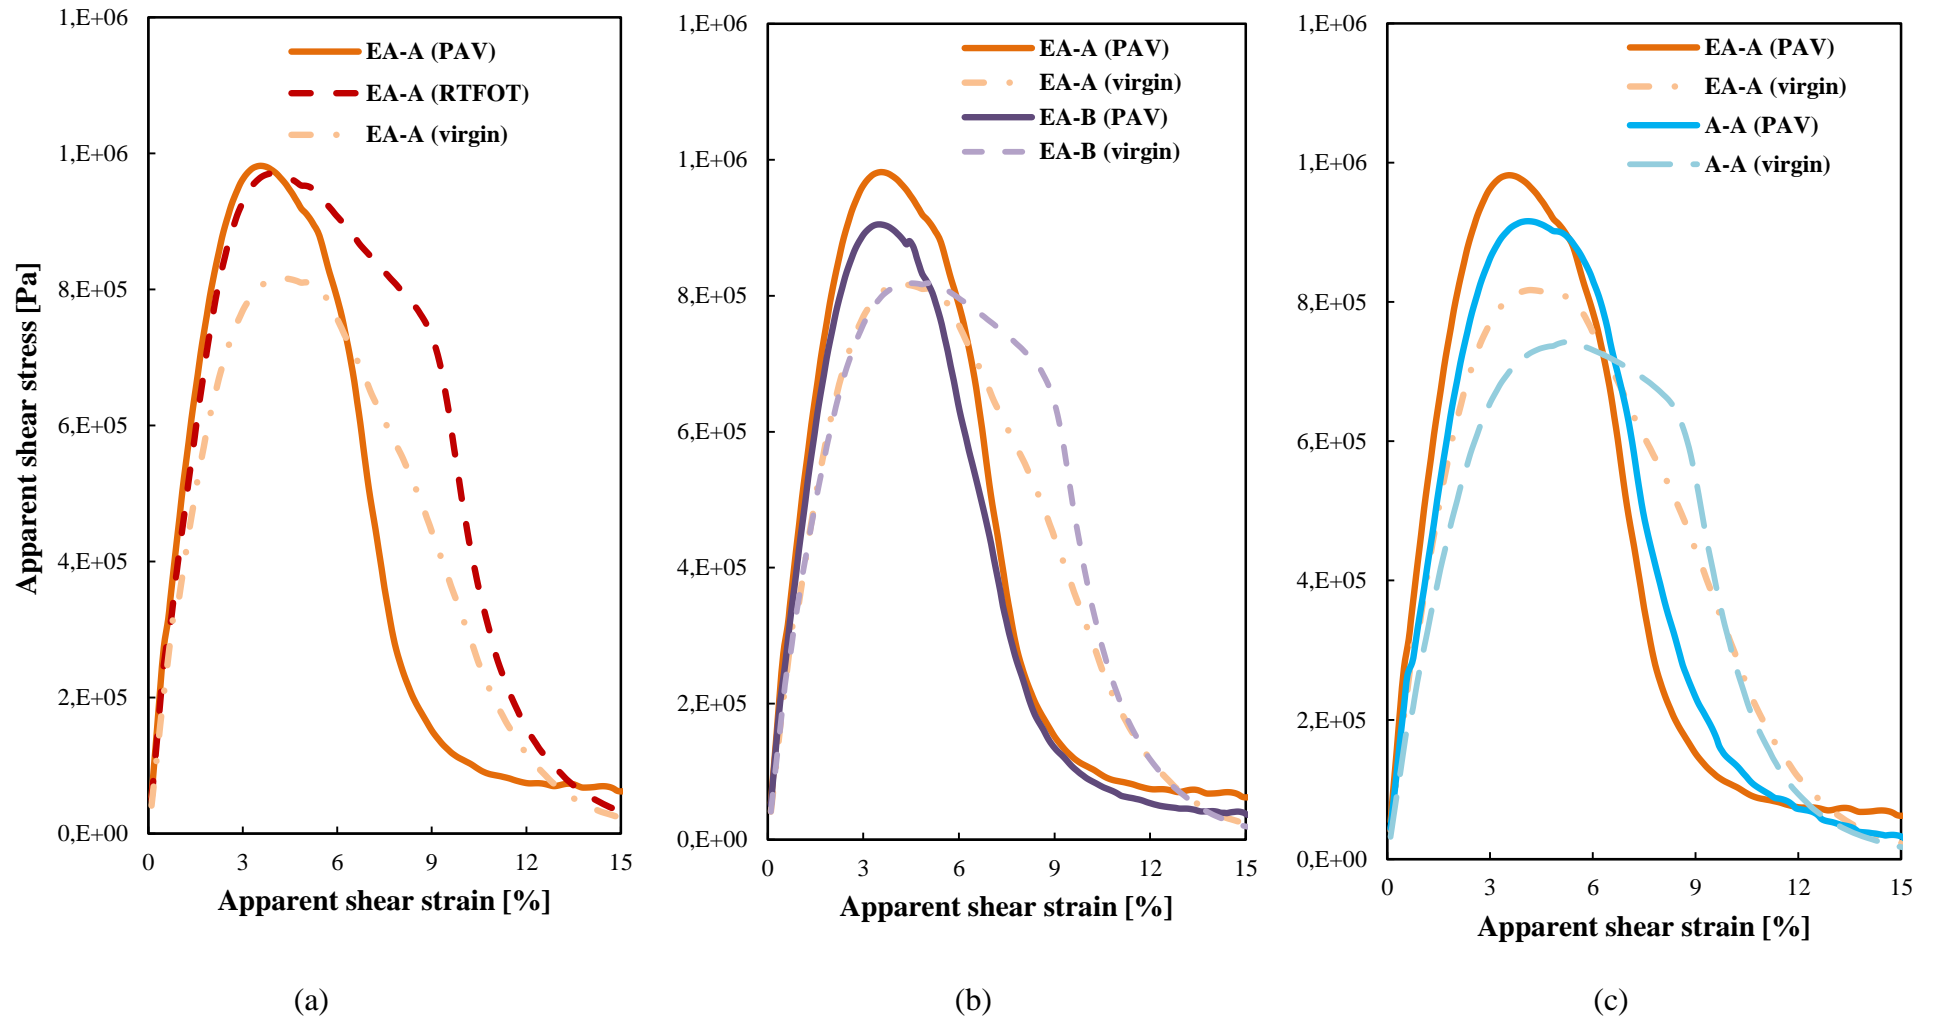 Apparent shear stress [Pa]
1,E+06
1,E+06
8,E+05
6,E+05
4,E+05
2,E+05
0,E+00
EA-A (PAV)
EA-A (RTFOT)
EA-A (virgin)
0 3 6 9 12 15
Apparent shear strain [%]
(a)
1,E+06
1,E+06
8,E+05
6,E+05
4,E+05
2,E+05
0,E+00
EA-A (PAV)
EA-A (virgin)
EA-B (PAV)
EA-B (virgin)
0 3 6 9 12 15
Apparent shear strain [%]
(b)
1,E+06
1,E+06
8,E+05
6,E+05
4,E+05
2,E+05
0,E+00
EA-A (PAV)
EA-A (virgin)
A-A (PAV)
A-A (virgin)
0 3 6 9 12 15
Apparent shear strain [%]
(c)